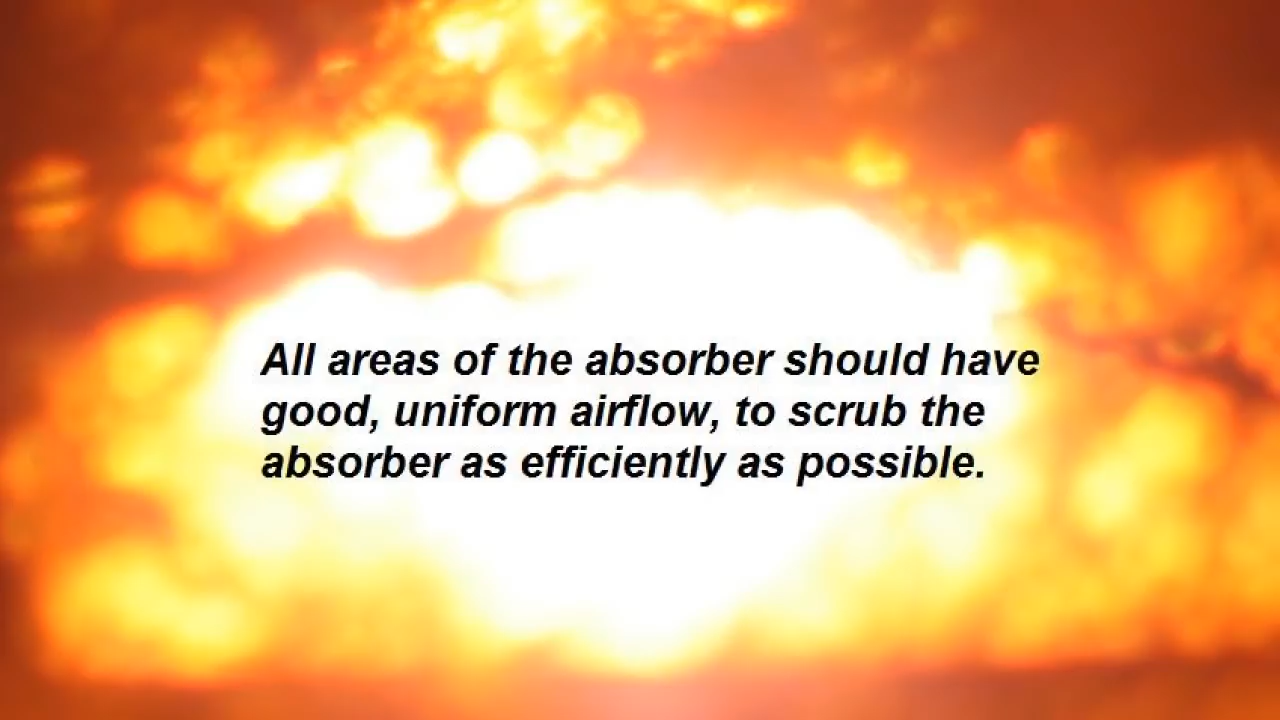 All areas of the absorber should have
good, uniform airflow, to scrub the
absorber as efficiently as possible.